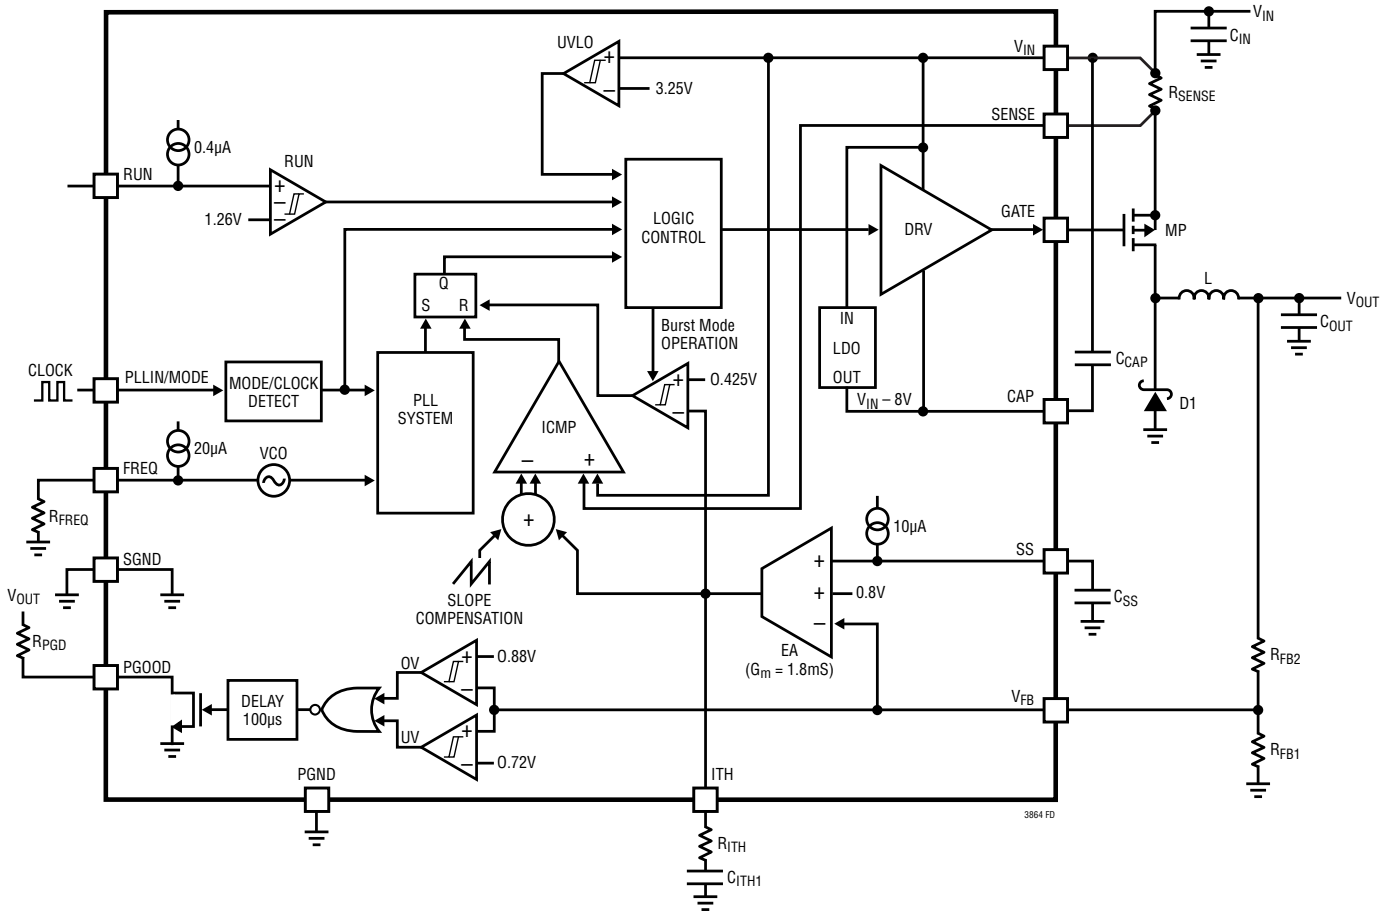 VIN
CIN
UVLO
+
–
3.25V
VIN
RSENSE
SENSE
0.4µA
RUN
RUN
+
–
–
1.26V
LOGIC
CONTROL
DRV
GATE
MP
Q
S R
L
VOUT
COUT
IN
LDO
OUT
Burst Mode
OPERATION
CLOCK
PLLIN/MODE
MODE/CLOCK
DETECT
PLL
SYSTEM
ICMP
–
+
+
–
0.425V
VIN – 8V
CAP
CCAP
D1
20µA
FREQ
VCO
RFREQ
+
SLOPE
COMPENSATION
10µA
SS
CSS
+
+
–
0.8V
EA
(Gm = 1.8mS)
SGND
VOUT
RPGD
PGOOD
DELAY
100µs
OV
+
–
0.88V
UV
+
–
0.72V
VFB
RFB2
RFB1
PGND
ITH
3864 FD
RITH
CITH1